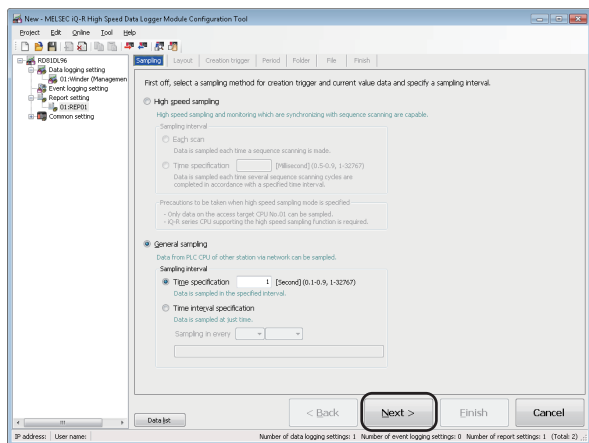 New - MELSEC iQ-R High Speed Data Logger Module Configuration Tool
Project Edit Online Tool Help
RD81DL96
Data logging setting
01:Winder (Managemen
Event logging setting
Report setting
01:REP01
Common setting
Sampling Layout Creation trigger Period Folder File Finish
First off, select a sampling method for creation trigger and current value data and specify a sampling interval.
High speed sampling
High speed sampling and monitoring which are synchronizing with sequence scanning are capable.
Sampling interval
Each scan
Data is sampled each time a sequence scanning is made.
Time specification [Millisecond] (0.5-0.9, 1-32767)
Data is sampled each time several sequence scanning cycles are
completed in accordance with a specified time interval.
Precautions to be taken when high speed sampling mode is specified
- Only data on the access target CPU No.01 can be sampled.
- iQ-R series CPU supporting the high speed sampling function is required.
General sampling
Data from PLC CPU of other station via network can be sampled.
Sampling interval
Time specification 1 [Second] (0.1-0.9, 1-32767)
Data is sampled in the specified interval.
Time interval specification
Data is sampled at just time.
Sampling in every
Data list
< Back Next > Finish Cancel
IP address: User name: Number of data logging settings: 1 Number of event logging settings: 0 Number of report settings: 1 (Total: 2)